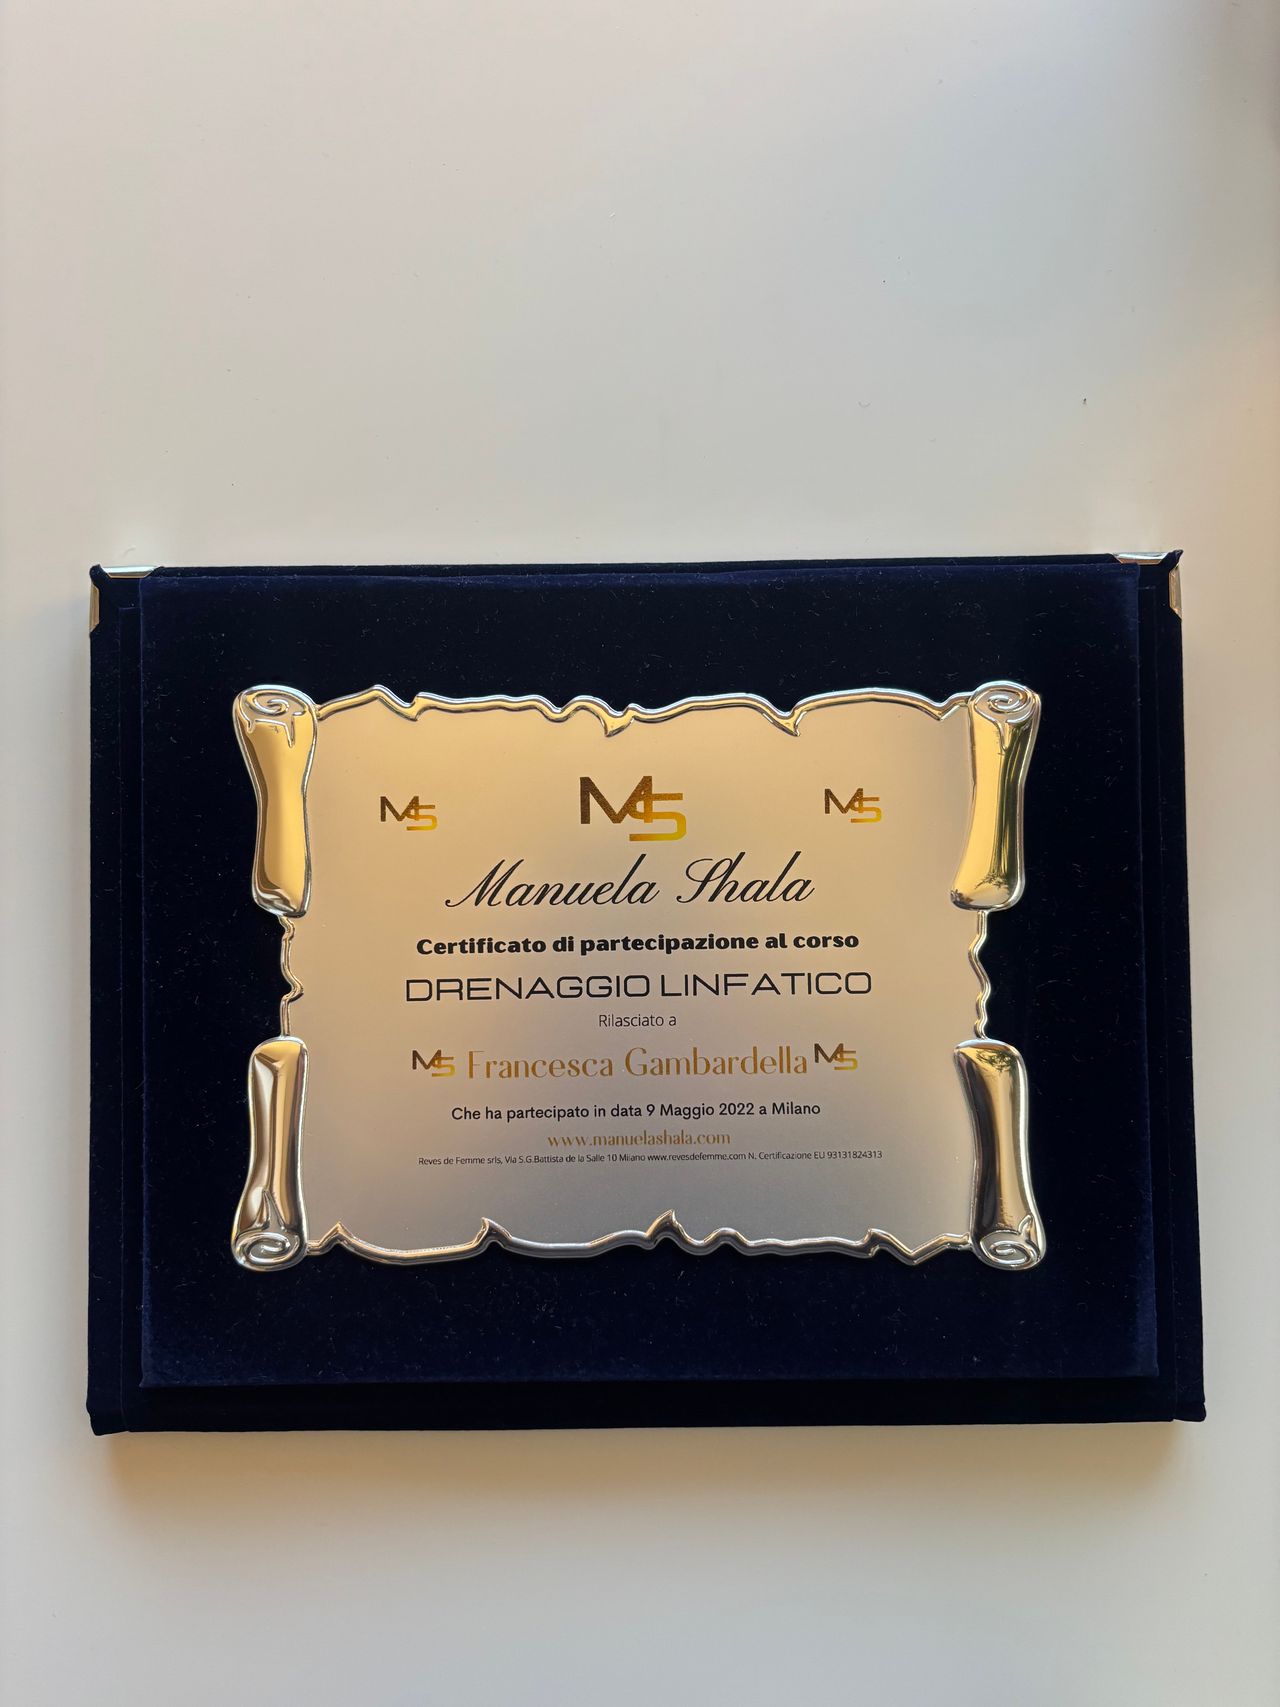 MS MS MS
Manuela Shala
Certificato di partecipazione al corso
DRENAGGIO LINFATICO
Rilasciato a
MS Francesca Gambardella MS
Che ha partecipato in data 9 Maggio 2022 a Milano
www.manuelashala.com
Reves de Femme srls, Via S.G.Battista de la Salle 10 Milano www.revesdefemme.com N. Certificazione EU 93131824313